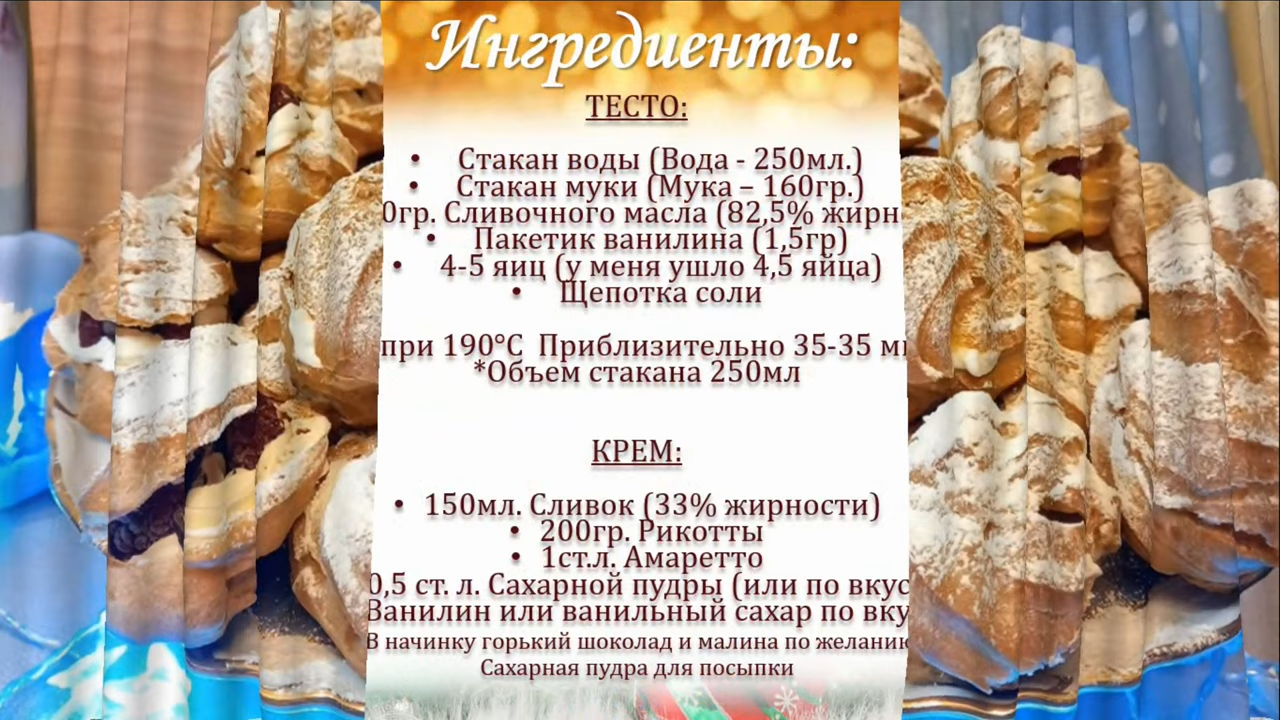 Ингредиенты:
ТЕСТО:
• Стакан воды (Вода - 250мл.)
• Стакан муки (Мука – 160гр.)
0гр. Сливочного масла (82,5% жирн
• Пакетик ванилина (1,5гр)
• 4-5 яиц (у меня ушло 4,5 яйца)
• Щепотка соли
при 190°С Приблизительно 35-35 м
*Объем стакана 250мл
КРЕМ:
• 150мл. Сливок (33% жирности)
• 200гр. Рикотты
• 1ст.л. Амаретто
0,5 ст. л. Сахарной пудры (или по вкус
Ванилин или ванильный сахар по вку
В начинку горький шоколад и малина по желанию
Сахарная пудра для посыпки